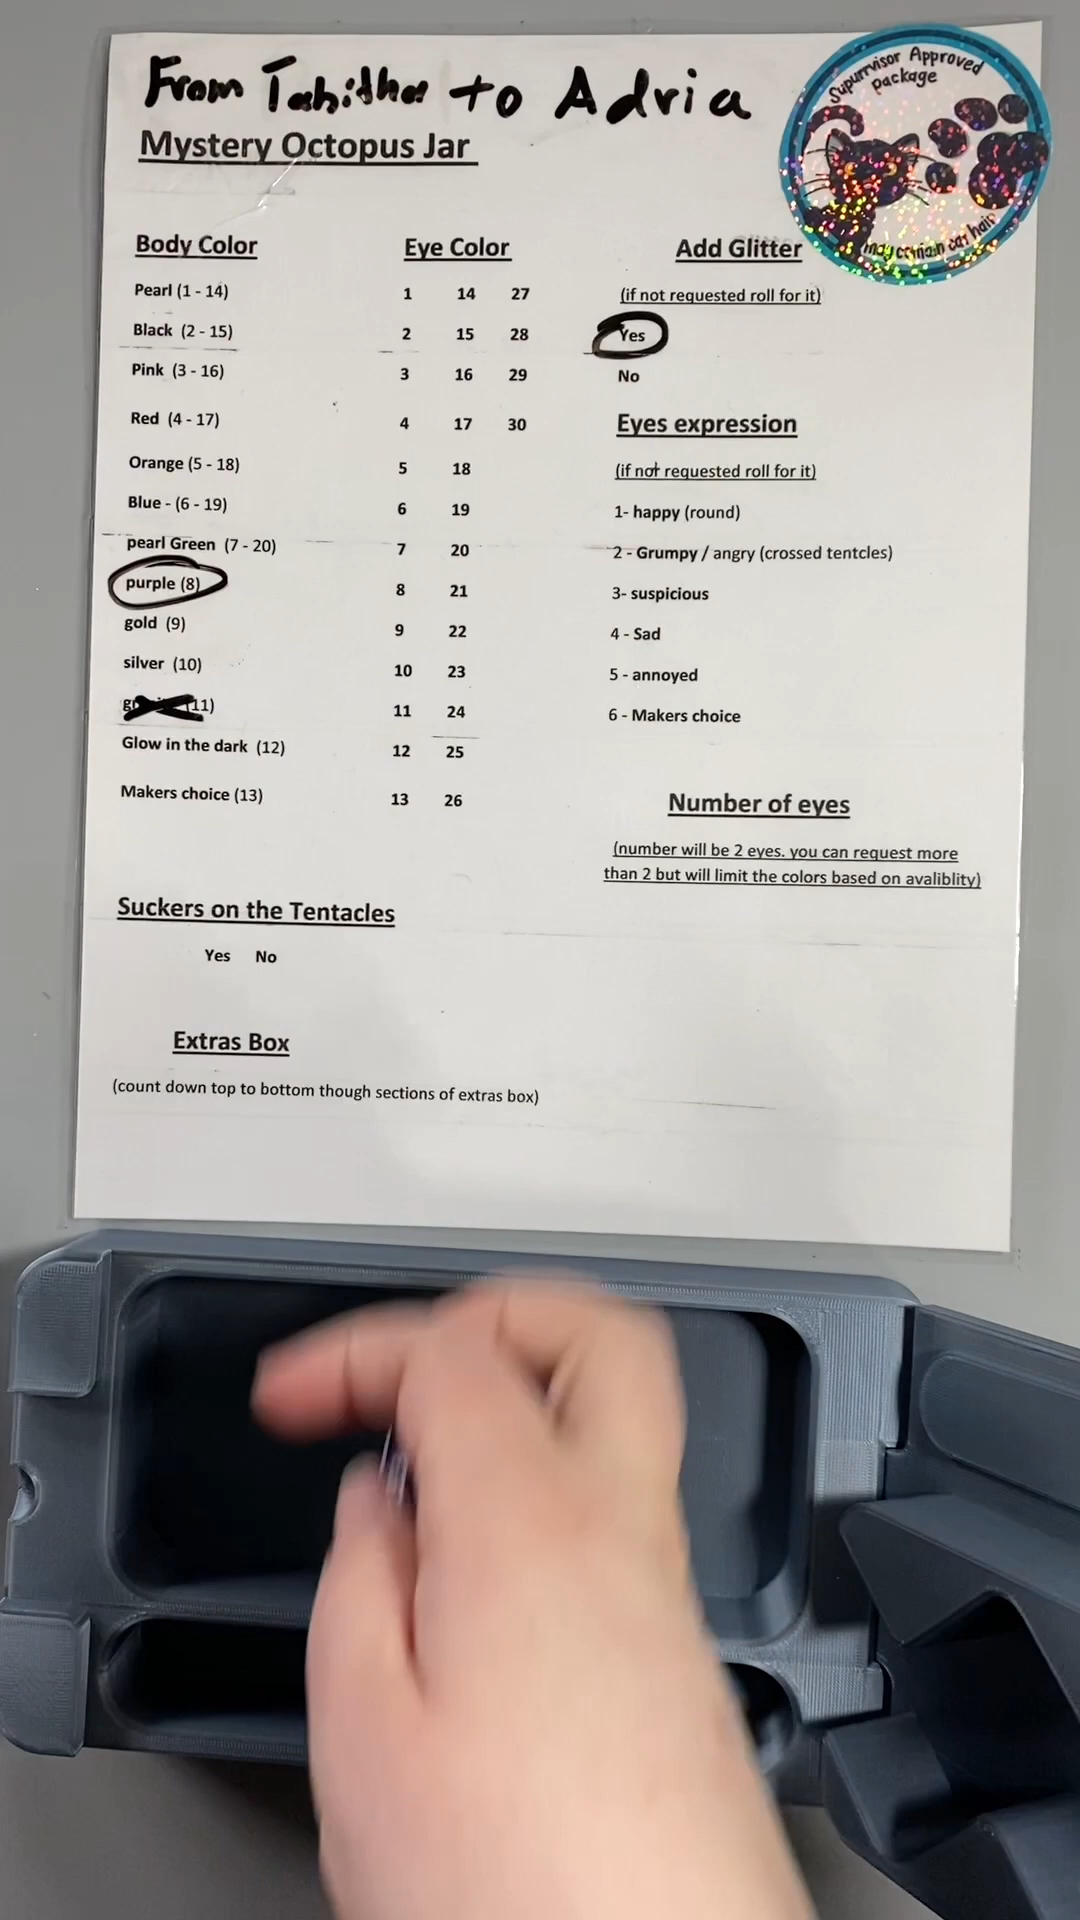 From Tabitha to Adria
Supurvisor Approved
package
may contain cat hair
Mystery Octopus Jar
Body Color
Pearl (1 - 14)
Black (2 - 15)
Pink (3 - 16)
Red (4 - 17)
Orange (5 - 18)
Blue - (6 - 19)
pearl Green (7 - 20)
purple (8)
gold (9)
silver (10)
(11)
Glow in the dark (12)
Makers choice (13)
Eye Color
1 14 27
2 15 28
3 16 29
4 17 30
5 18
6 19
7 20
8 21
9 22
10 23
11 24
12 25
13 26
Add Glitter
(if not requested roll for it)
Yes
No
Eyes expression
(if not requested roll for it)
1- happy (round)
2 - Grumpy / angry (crossed tentcles)
3- suspicious
4 - Sad
5 - annoyed
6 - Makers choice
Number of eyes
(number will be 2 eyes. you can request more
than 2 but will limit the colors based on avaliblity)
Suckers on the Tentacles
Yes No
Extras Box
(count down top to bottom though sections of extras box)